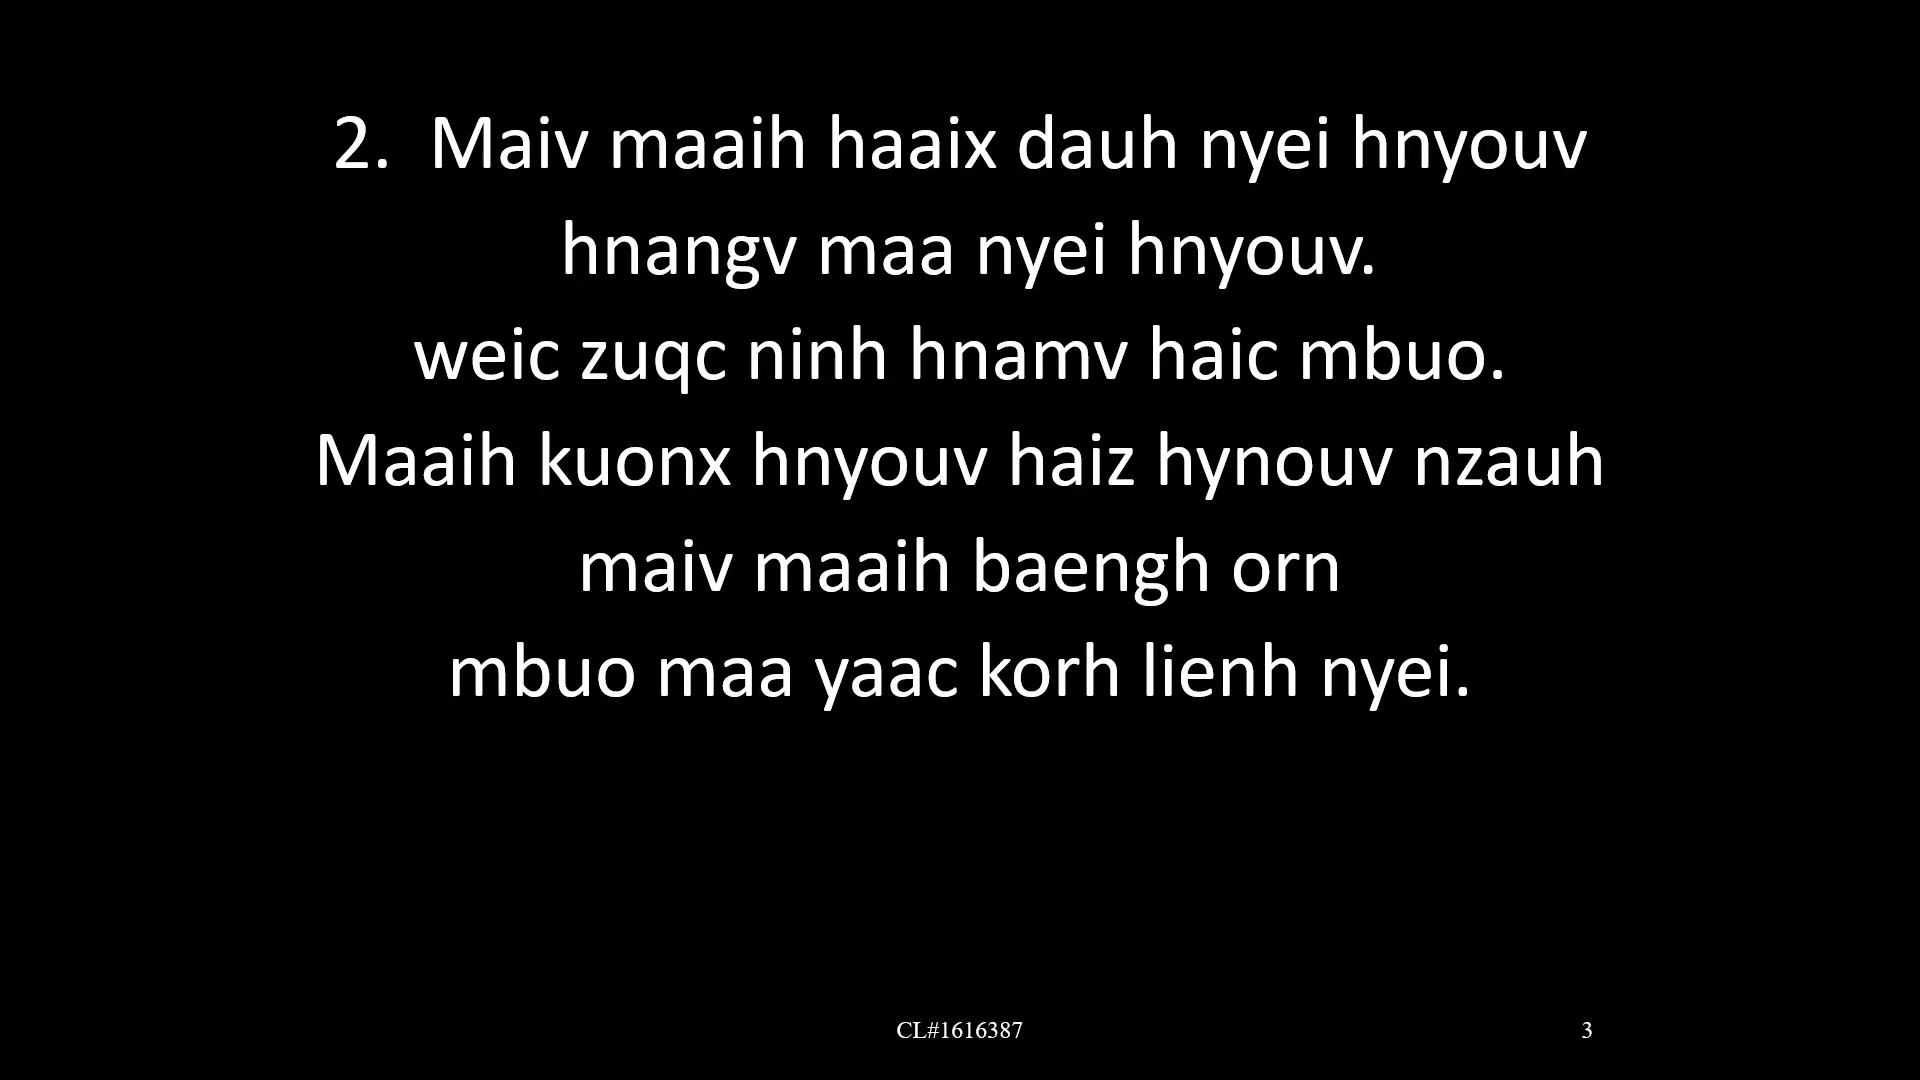 2.  Maiv maaih haaix dauh nyei hnyouv
hnangv maa nyei hnyouv.
weic zuqc ninh hnamv haic mbuo.
Maaih kuonx hnyouv haiz hynouv nzauh
maiv maaih baengh orn
mbuo maa yaac korh lienh nyei.
CL#1616387
3